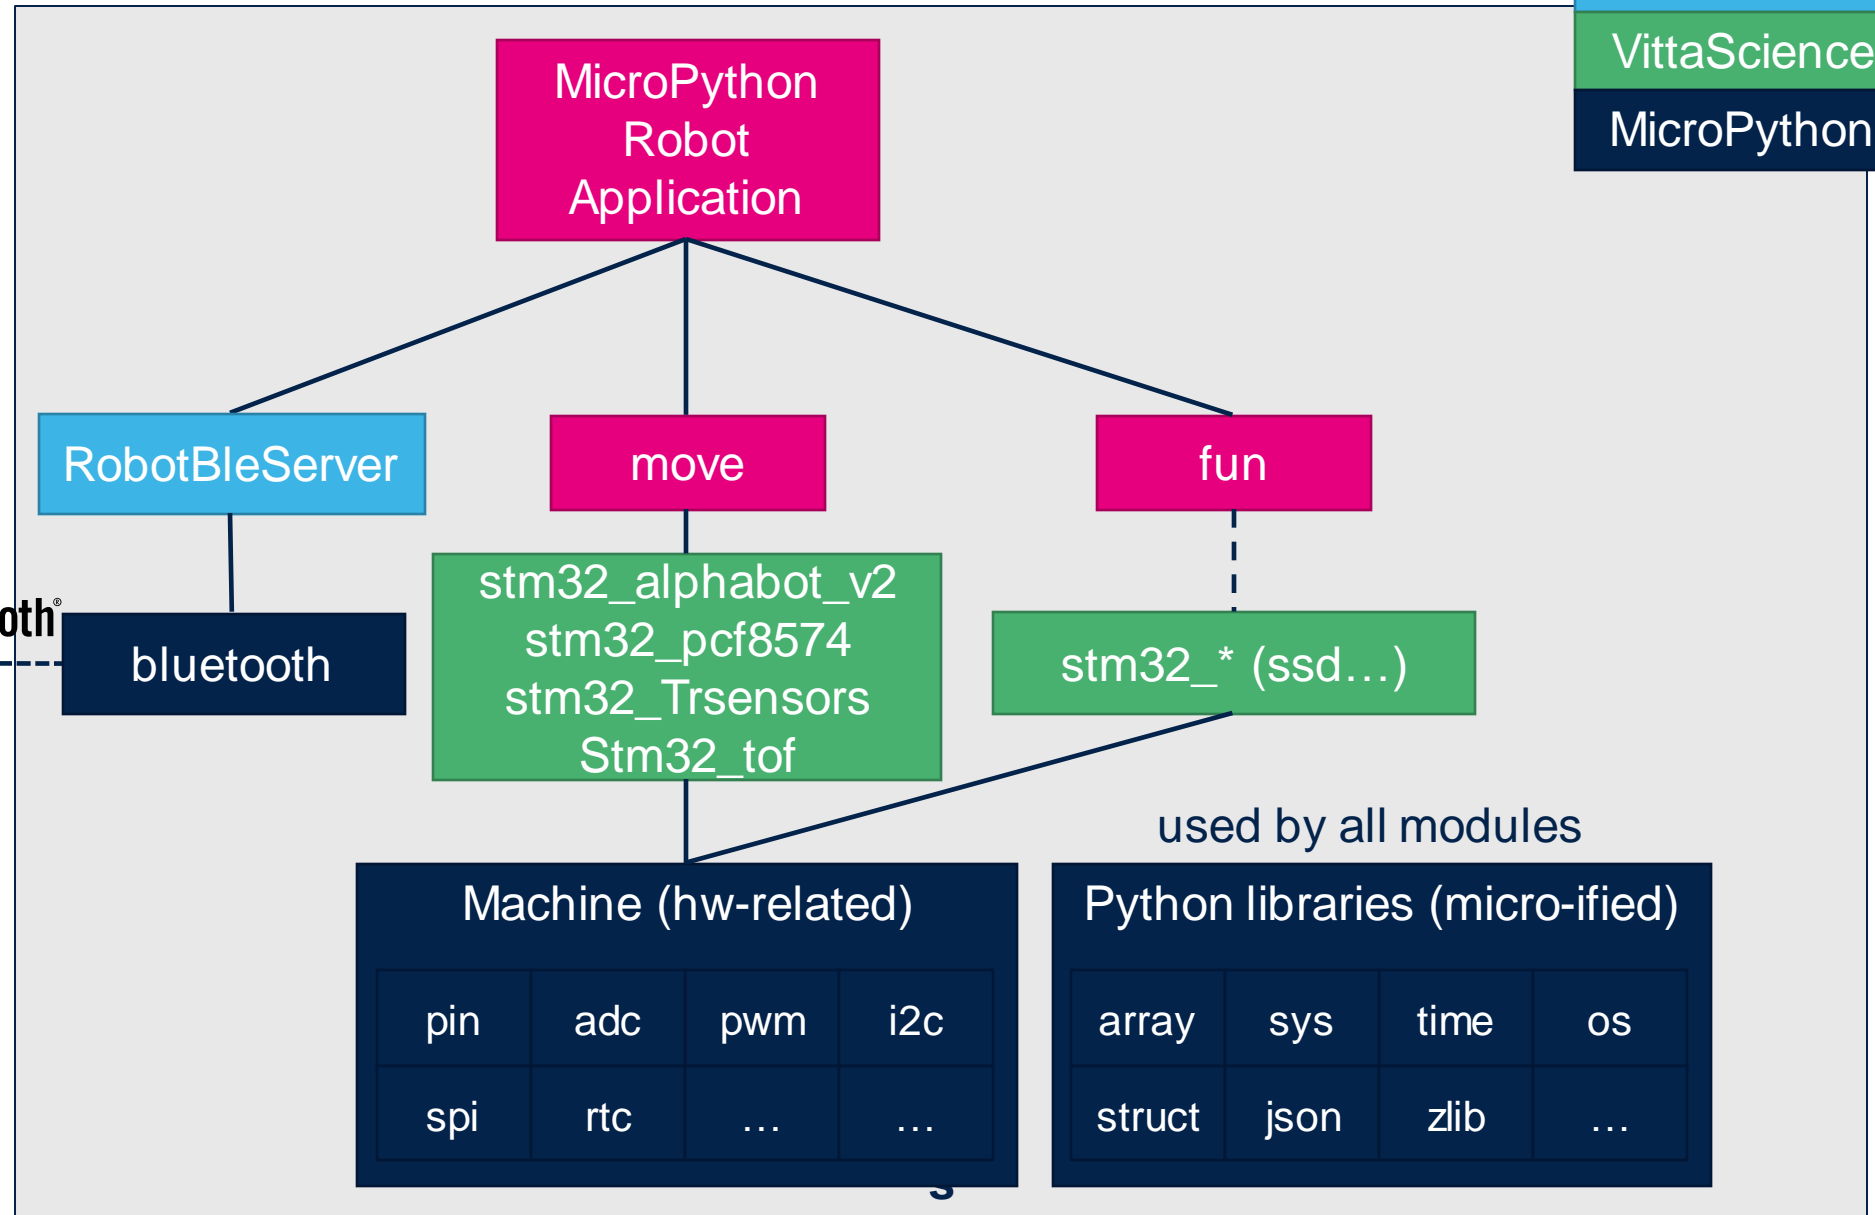 VittaScience
MicroPython
MicroPython
Robot
Application
RobotBleServer
move
fun
stm32_alphabot_v2
stm32_pcf8574
stm32_Trsensors
Stm32_tof
oth®
bluetooth
stm32_* (ssd…)
used by all modules
Machine (hw-related)
pin adc pwm i2c
spi rtc … …
Python libraries (micro-ified)
array sys time os
struct json zlib …
s